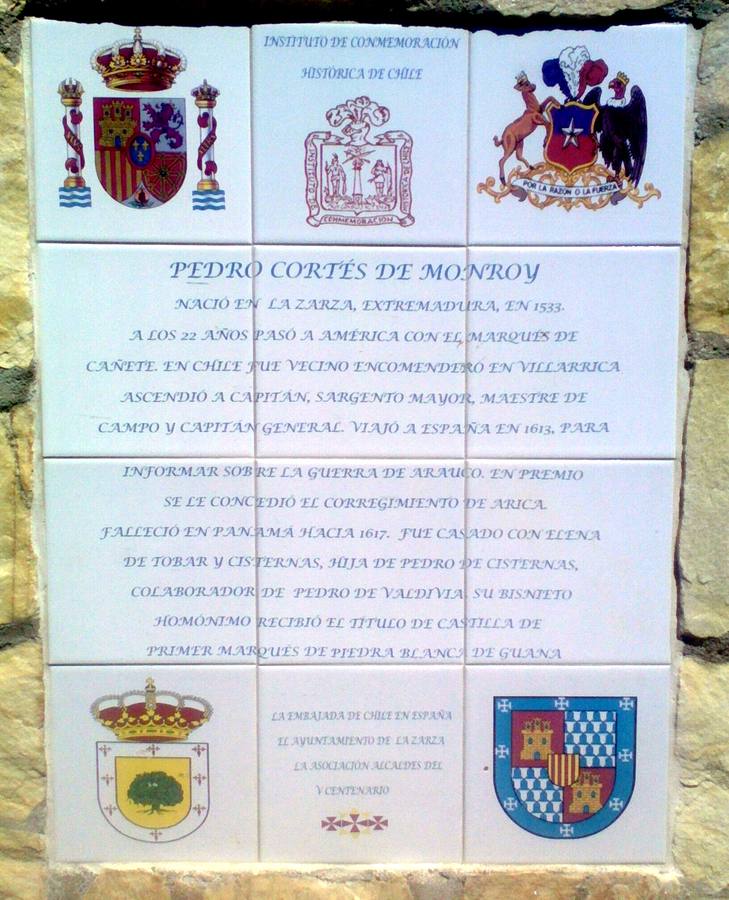 INSTITUTO DE CONMEMORACIÓN
HISTÓRICA DE CHILE
CONMEMORACIÓN
POR LA RAZÓN O LA FUERZA
PEDRO CORTÉS DE MONROY
NACIÓ EN LA ZARZA, EXTREMADURA, EN 1533.
A LOS 22 AÑOS PASÓ A AMÉRICA CON EL MARQUÉS DE
CAÑETE. EN CHILE FUE VECINO ENCOMENDERÓ EN VILLARRICA
ASCENDIÓ A CAPITÁN, SARGENTO MAYOR, MAESTRE DE
CAMPO Y CAPITÁN GENERAL. VIAJÓ A ESPAÑA EN 1613, PARA
INFORMAR SOBRE LA GUERRA DE ARAUCO. EN PREMIO
SE LE CONCEDIÓ EL CORREGIMIENTO DE ARICA.
FALLECIÓ EN PANAMÁ HACIA 1617. FUE CASADO CON ELENA
DE TOBAR Y CISTERNAS, HIJA DE PEDRO DE CISTERNAS,
COLABORADOR DE PEDRO DE VALDIVIA. SU BISNIETO
HOMÓNIMO RECIBIÓ EL TÍTULO DE CASTILLA DE
PRIMER MARQUÉS DE PIEDRA BLANCA DE GUANA
LA EMBAJADA DE CHILE EN ESPAÑA
EL AYUNTAMIENTO DE LA ZARZA
LA ASOCIACIÓN ALCALDES DEL
V CENTENARIO